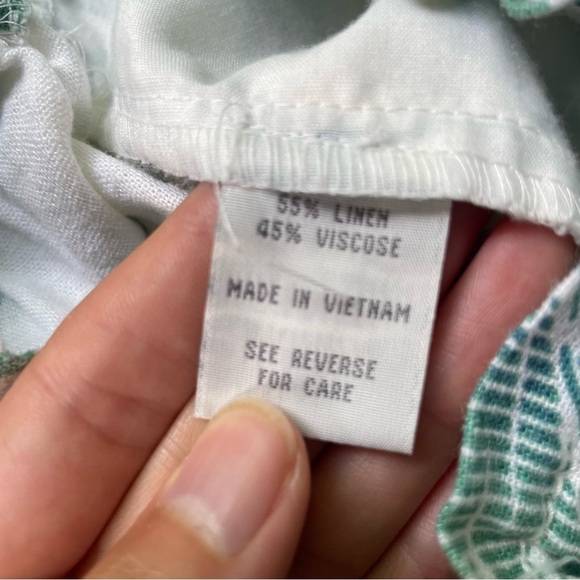 55% LINEN
45% VISCOSE
MADE IN VIETNAM
SEE REVERSE
FOR CARE